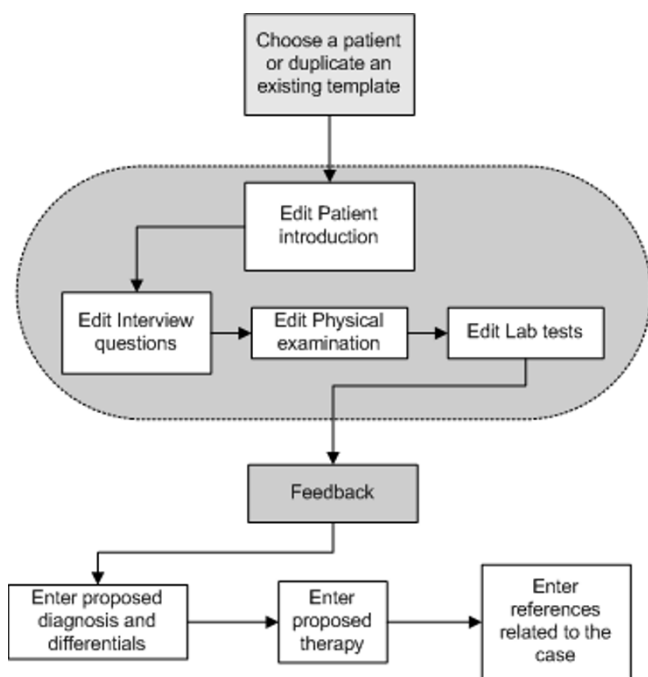 Choose a patient
or duplicate an
existing template
Edit Patient
introduction
Edit Interview
questions
Edit Physical
examination
Edit Lab tests
Feedback
Enter proposed
diagnosis and
differentials
Enter
proposed
therapy
Enter
references
related to the
case